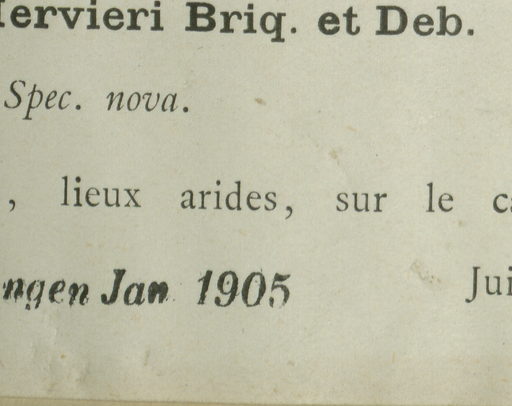 ervieri Briq. et Deb.
Spec. nova.
, lieux arides, sur le
ngen Jan 1905
Jui